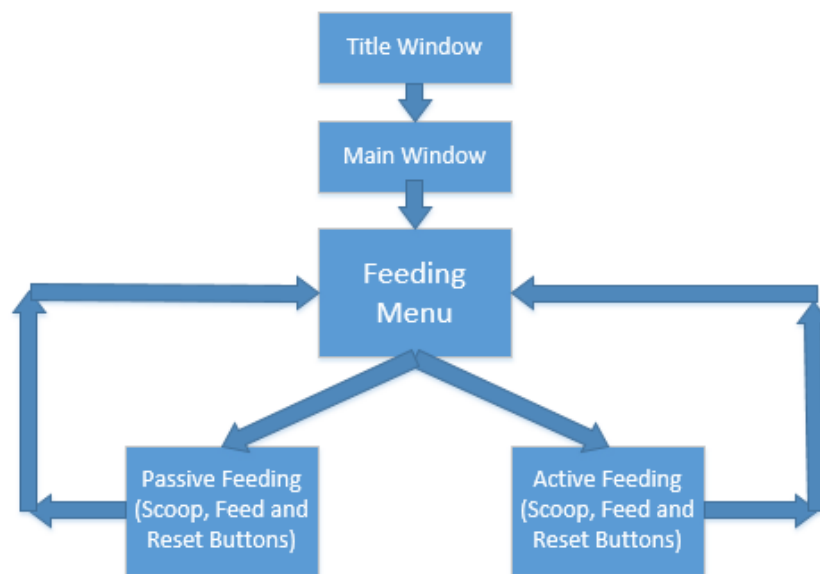 Title Window
Main Window
Feeding
Menu
Passive Feeding
(Scoop, Feed and
Reset Buttons)
Active Feeding
(Scoop, Feed and
Reset Buttons)